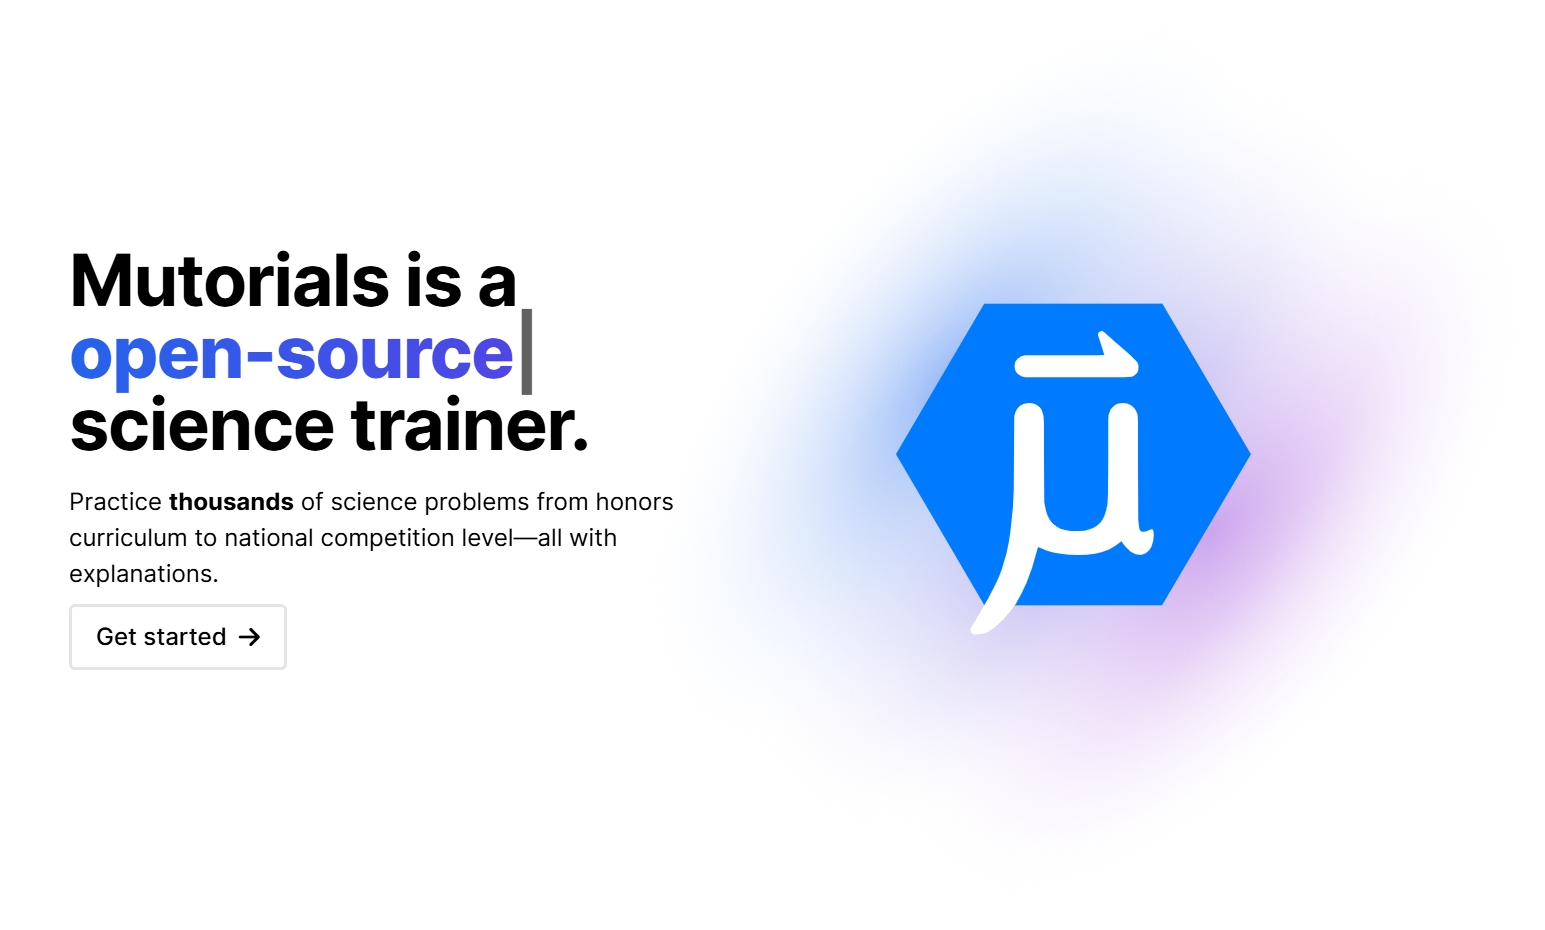 Mutorials is a
open-source|
science trainer.
Practice thousands of science problems from honors
curriculum to national competition level—all with
explanations.
Get started →
μ